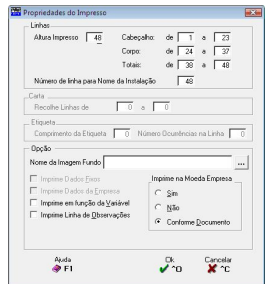 Propriedades do Impresso
Linhas
Altura Impresso 48 Cabeçalho: de 1 a 23
Corpo: de 24 a 37
Totais: de 38 a 48
Número de linha para Nome da Instalação 48
Carta
Recolhe Linhas de 0 a 0
Etiqueta
Comprimento da Etiqueta 0 Número Ocorrências na Linha 0
Opção
Nome da Imagem Fundo ...
Imprime Dados Fixos
Imprime Dados da Empresa
Imprime em função da Variável
Imprime Linha de Observações
Imprime na Moeda Empresa
Sim
Não
Conforme Documento
Ajuda
F1
Ok
^O
Cancelar
^C